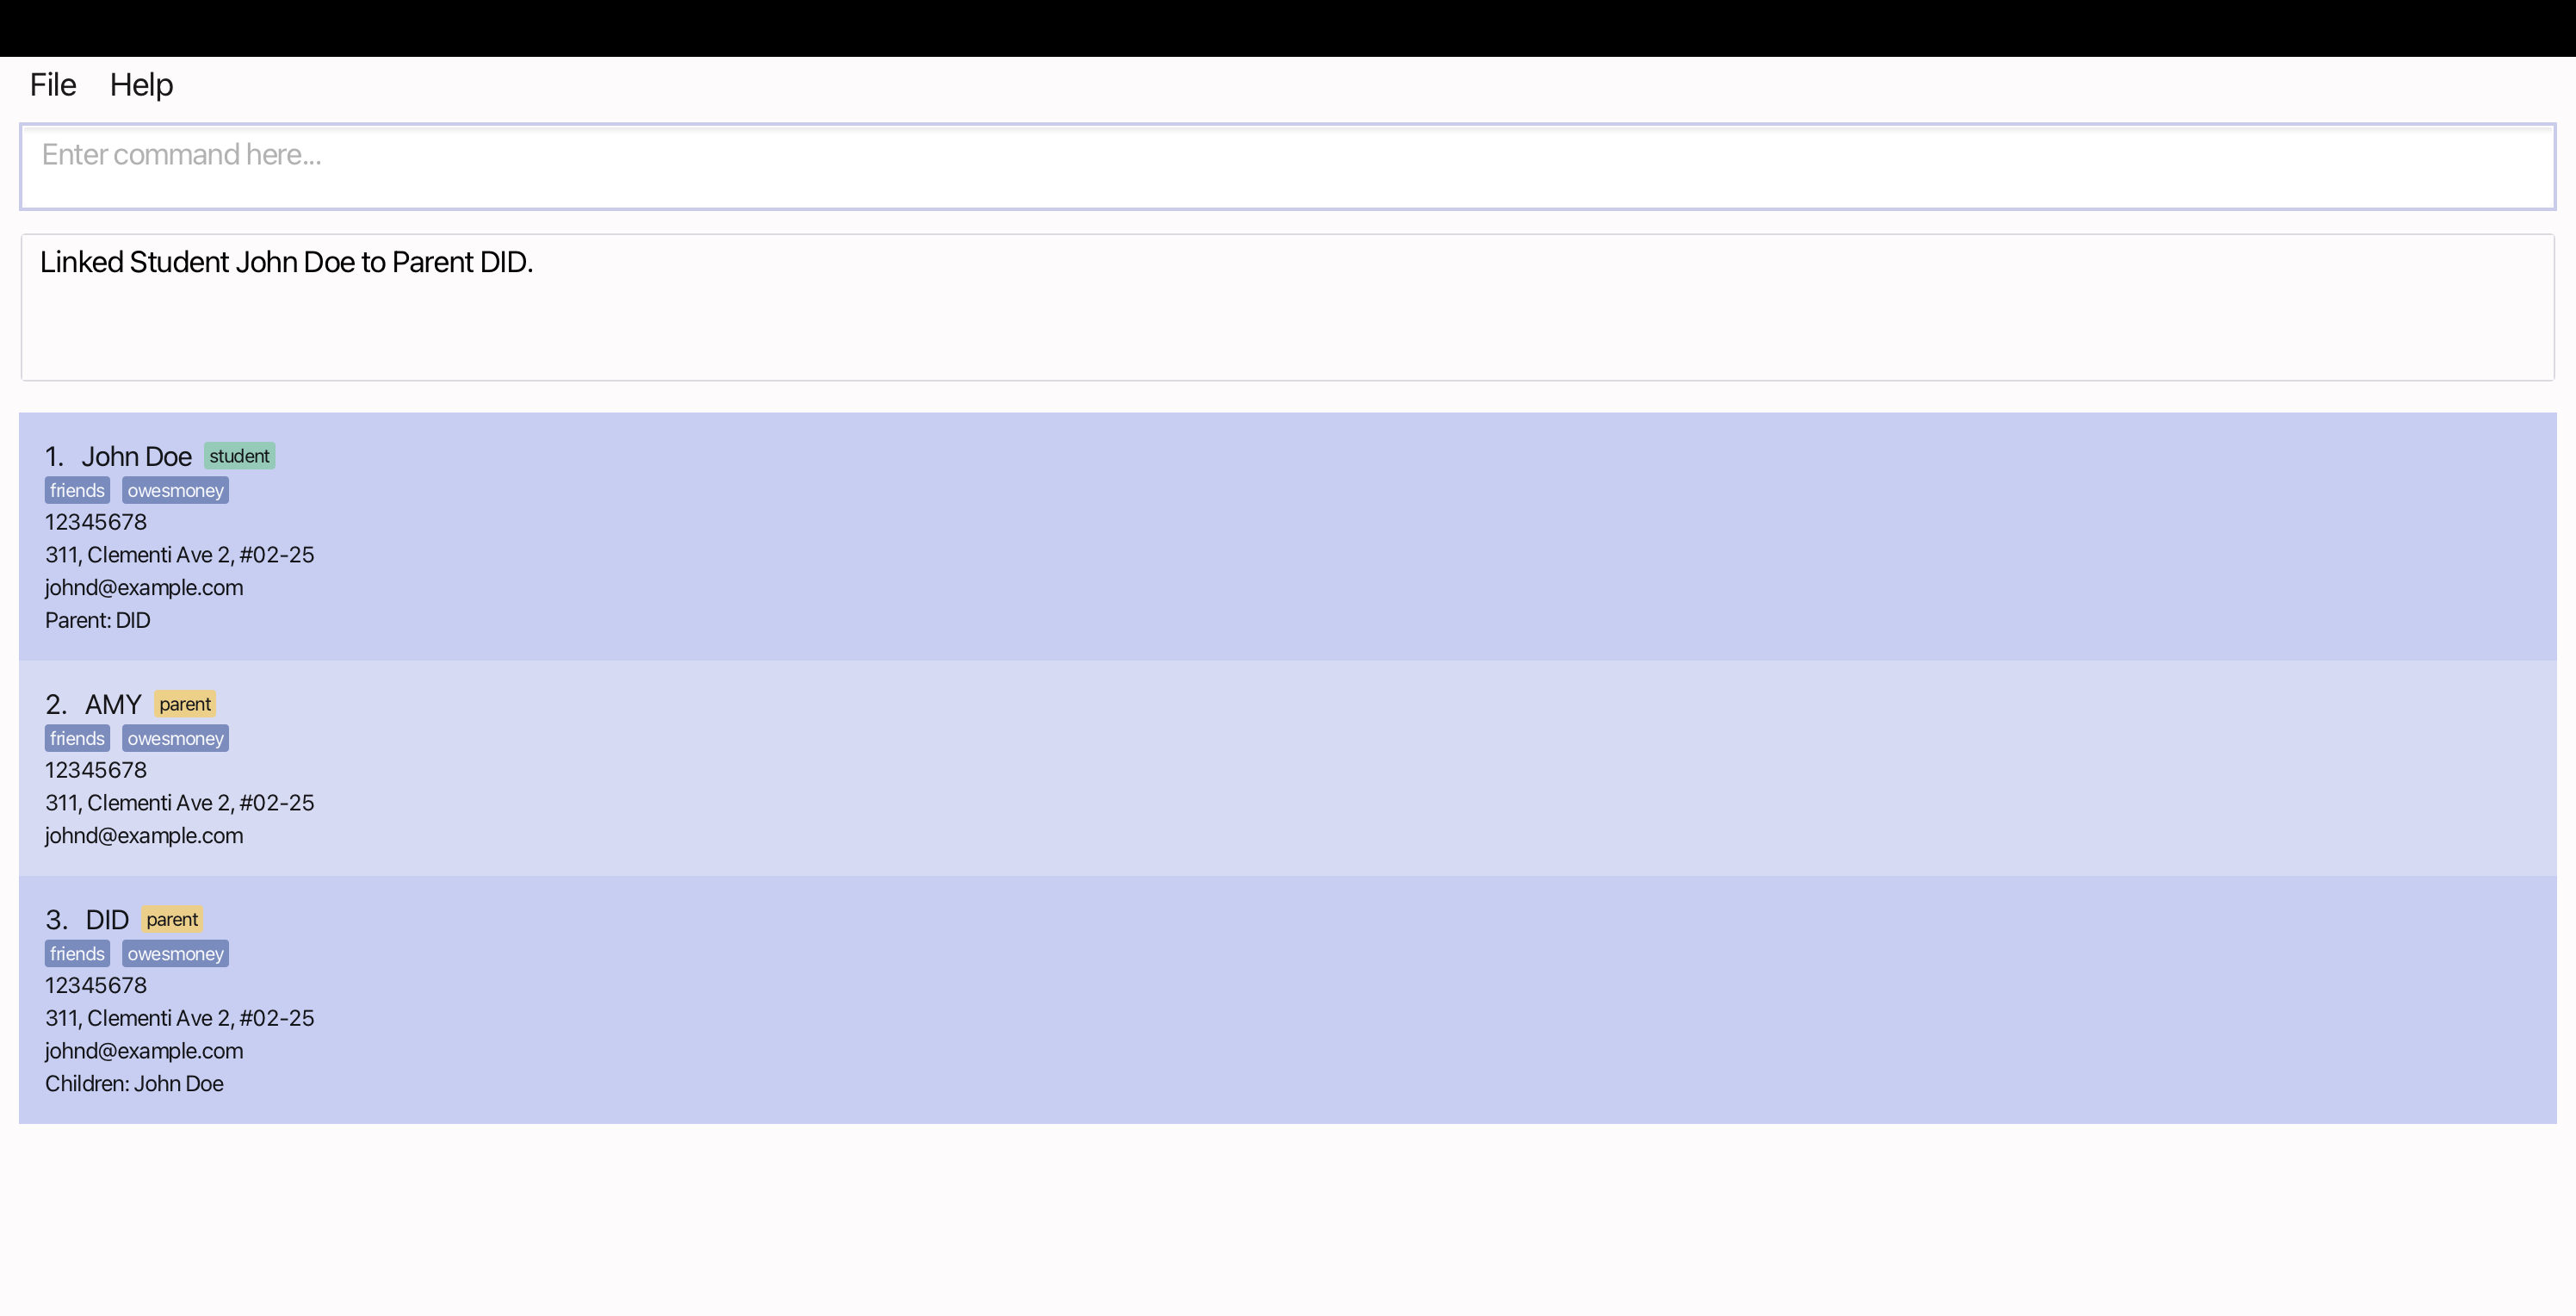 File Help
Enter command here...
Linked Student John Doe to Parent DID.
1. John Doe student
friends owesmoney
12345678
311, Clementi Ave 2, #02-25
johnd@example.com
Parent: DID
2. AMY parent
friends owesmoney
12345678
311, Clementi Ave 2, #02-25
johnd@example.com
3. DID parent
friends owesmoney
12345678
311, Clementi Ave 2, #02-25
johnd@example.com
Children: John Doe